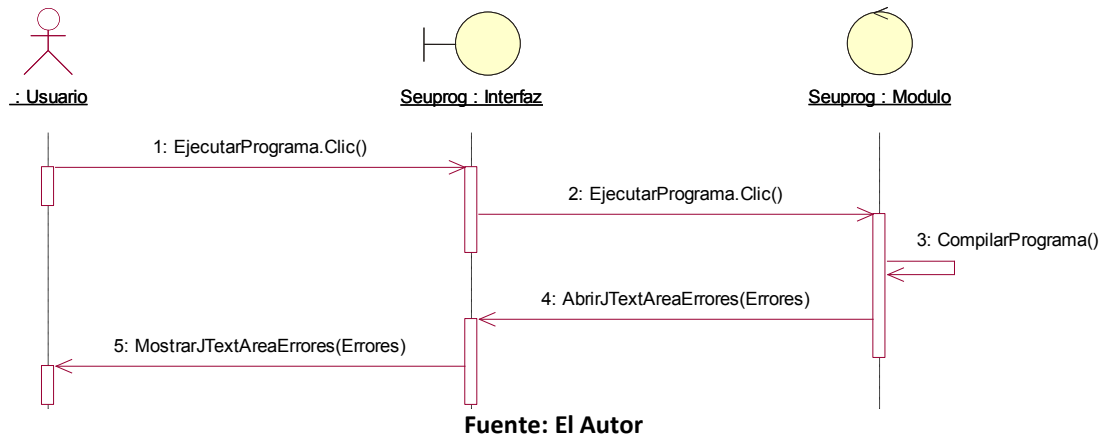 : Usuario
Seuprog : Interfaz
Seuprog : Modulo
1: EjecutarPrograma.Clic()
2: EjecutarPrograma.Clic()
3: CompilarPrograma()
4: AbrirJTextAreaErrores(Errores)
5: MostrarJTextAreaErrores(Errores)
Fuente: El Autor